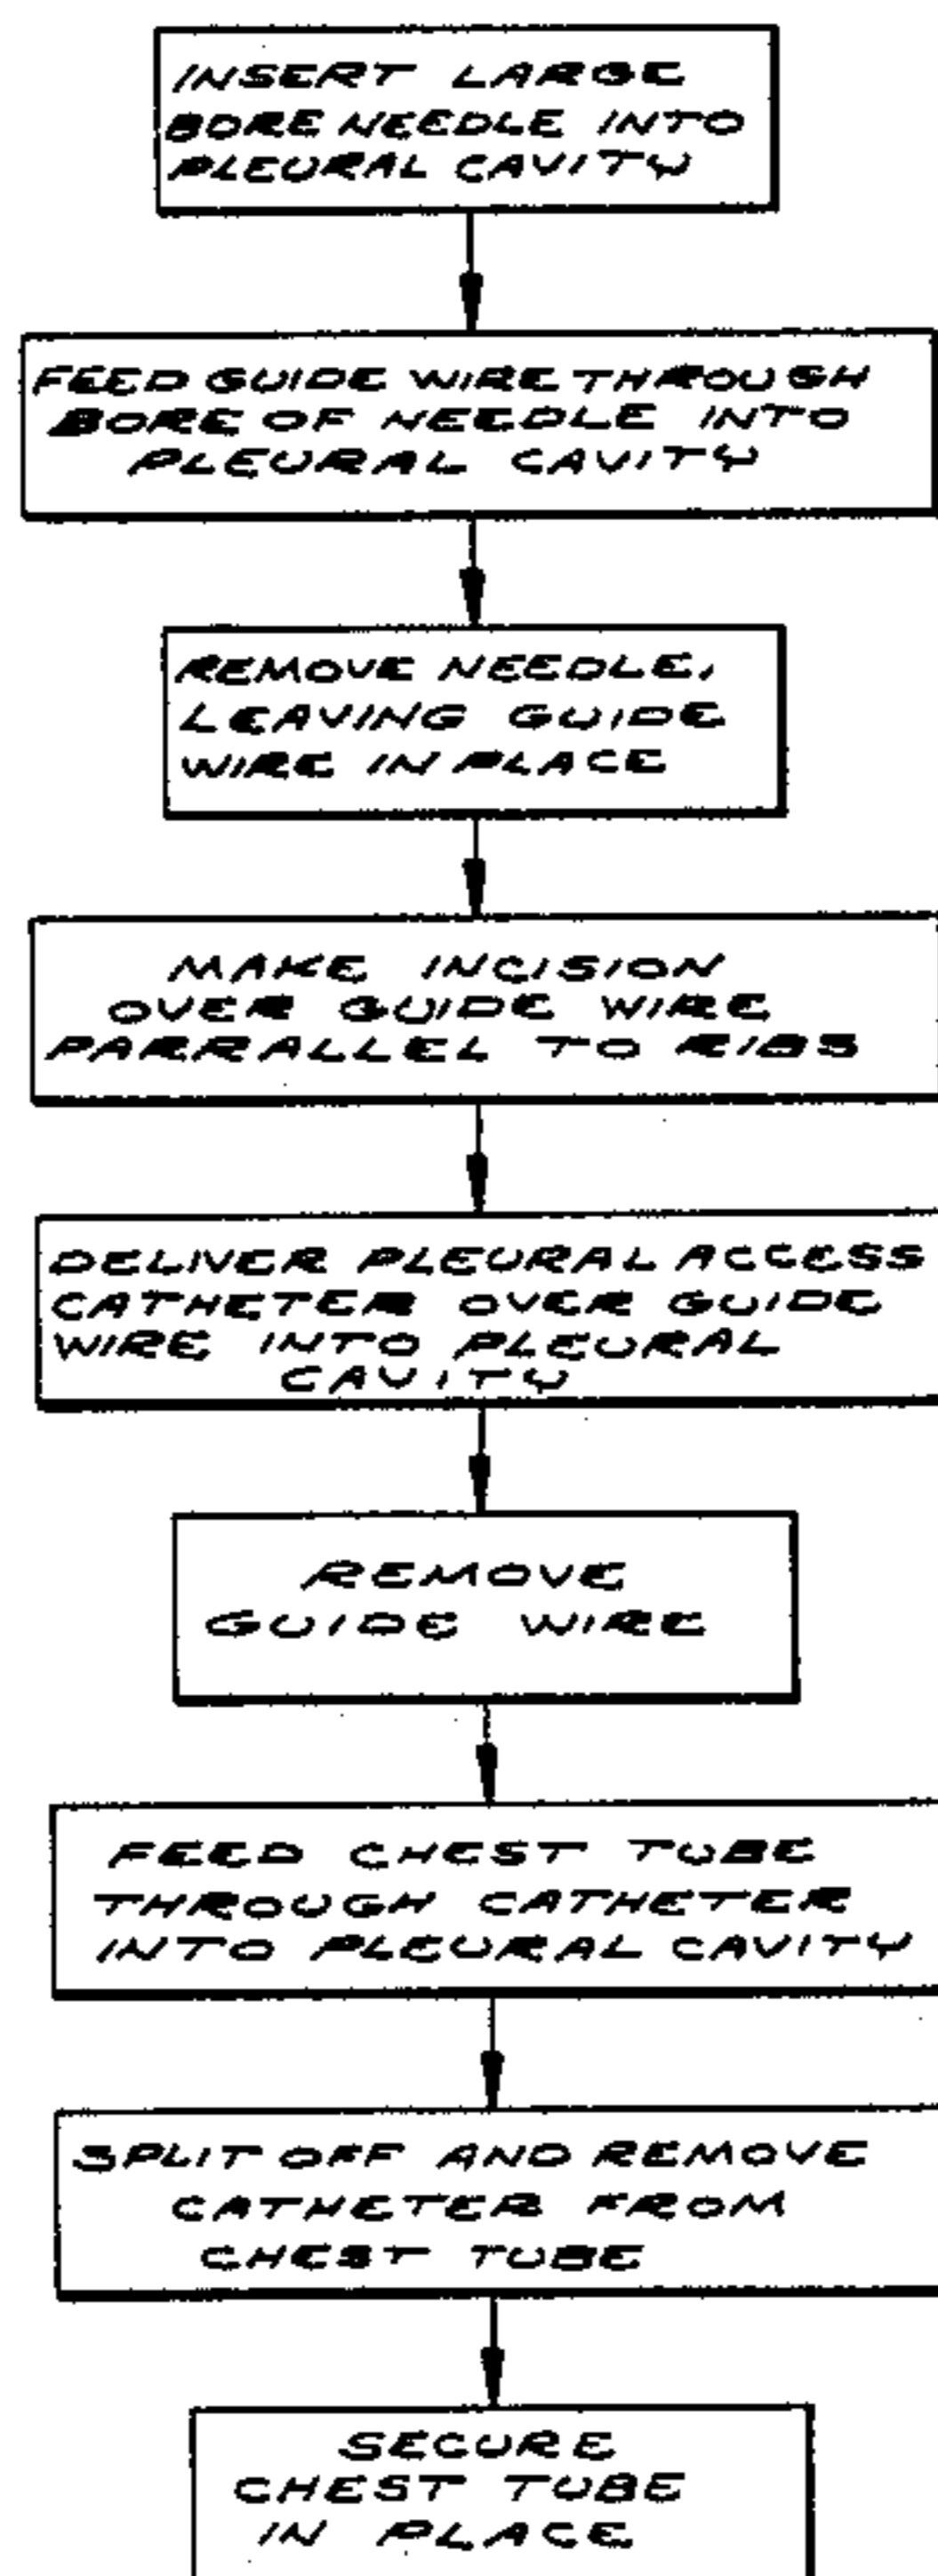 INSERT LARGE
BORE NEEDLE INTO
PLEURAL CAVITY
FEED GUIDE WIRE THROUGH
BORE OF NEEDLE INTO
PLEURAL CAVITY
REMOVE NEEDLE,
LEAVING GUIDE
WIRE IN PLACE
MAKE INCISION
OVER GUIDE WIRE
PARRALLEL TO RIBS
DELIVER PLEURAL ACCESS
CATHETER OVER GUIDE
WIRE INTO PLEURAL
CAVITY
REMOVE
GUIDE WIRE
FEED CHEST TUBE
THROUGH CATHETER
INTO PLEURAL CAVITY
SPLIT OFF AND REMOVE
CATHETER FROM
CHEST TUBE
SECURE
CHEST TUBE
IN PLACE